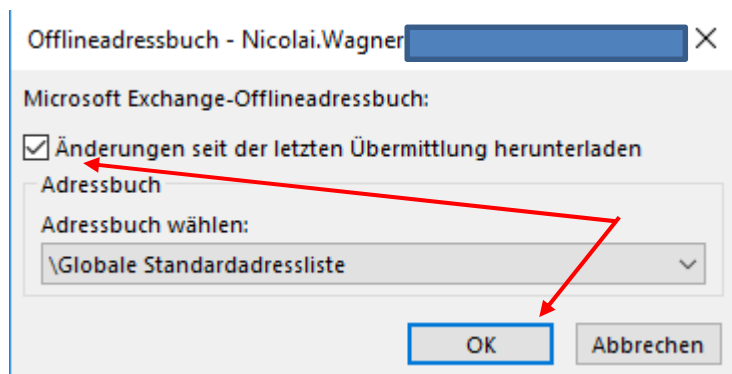 Offlineadressbuch - Nicolai.Wagner
Microsoft Exchange-Offlineadressbuch:
Änderungen seit der letzten Übermittlung herunterladen
Adressbuch
Adressbuch wählen:
\Globale Standardadressliste
OK Abbrechen